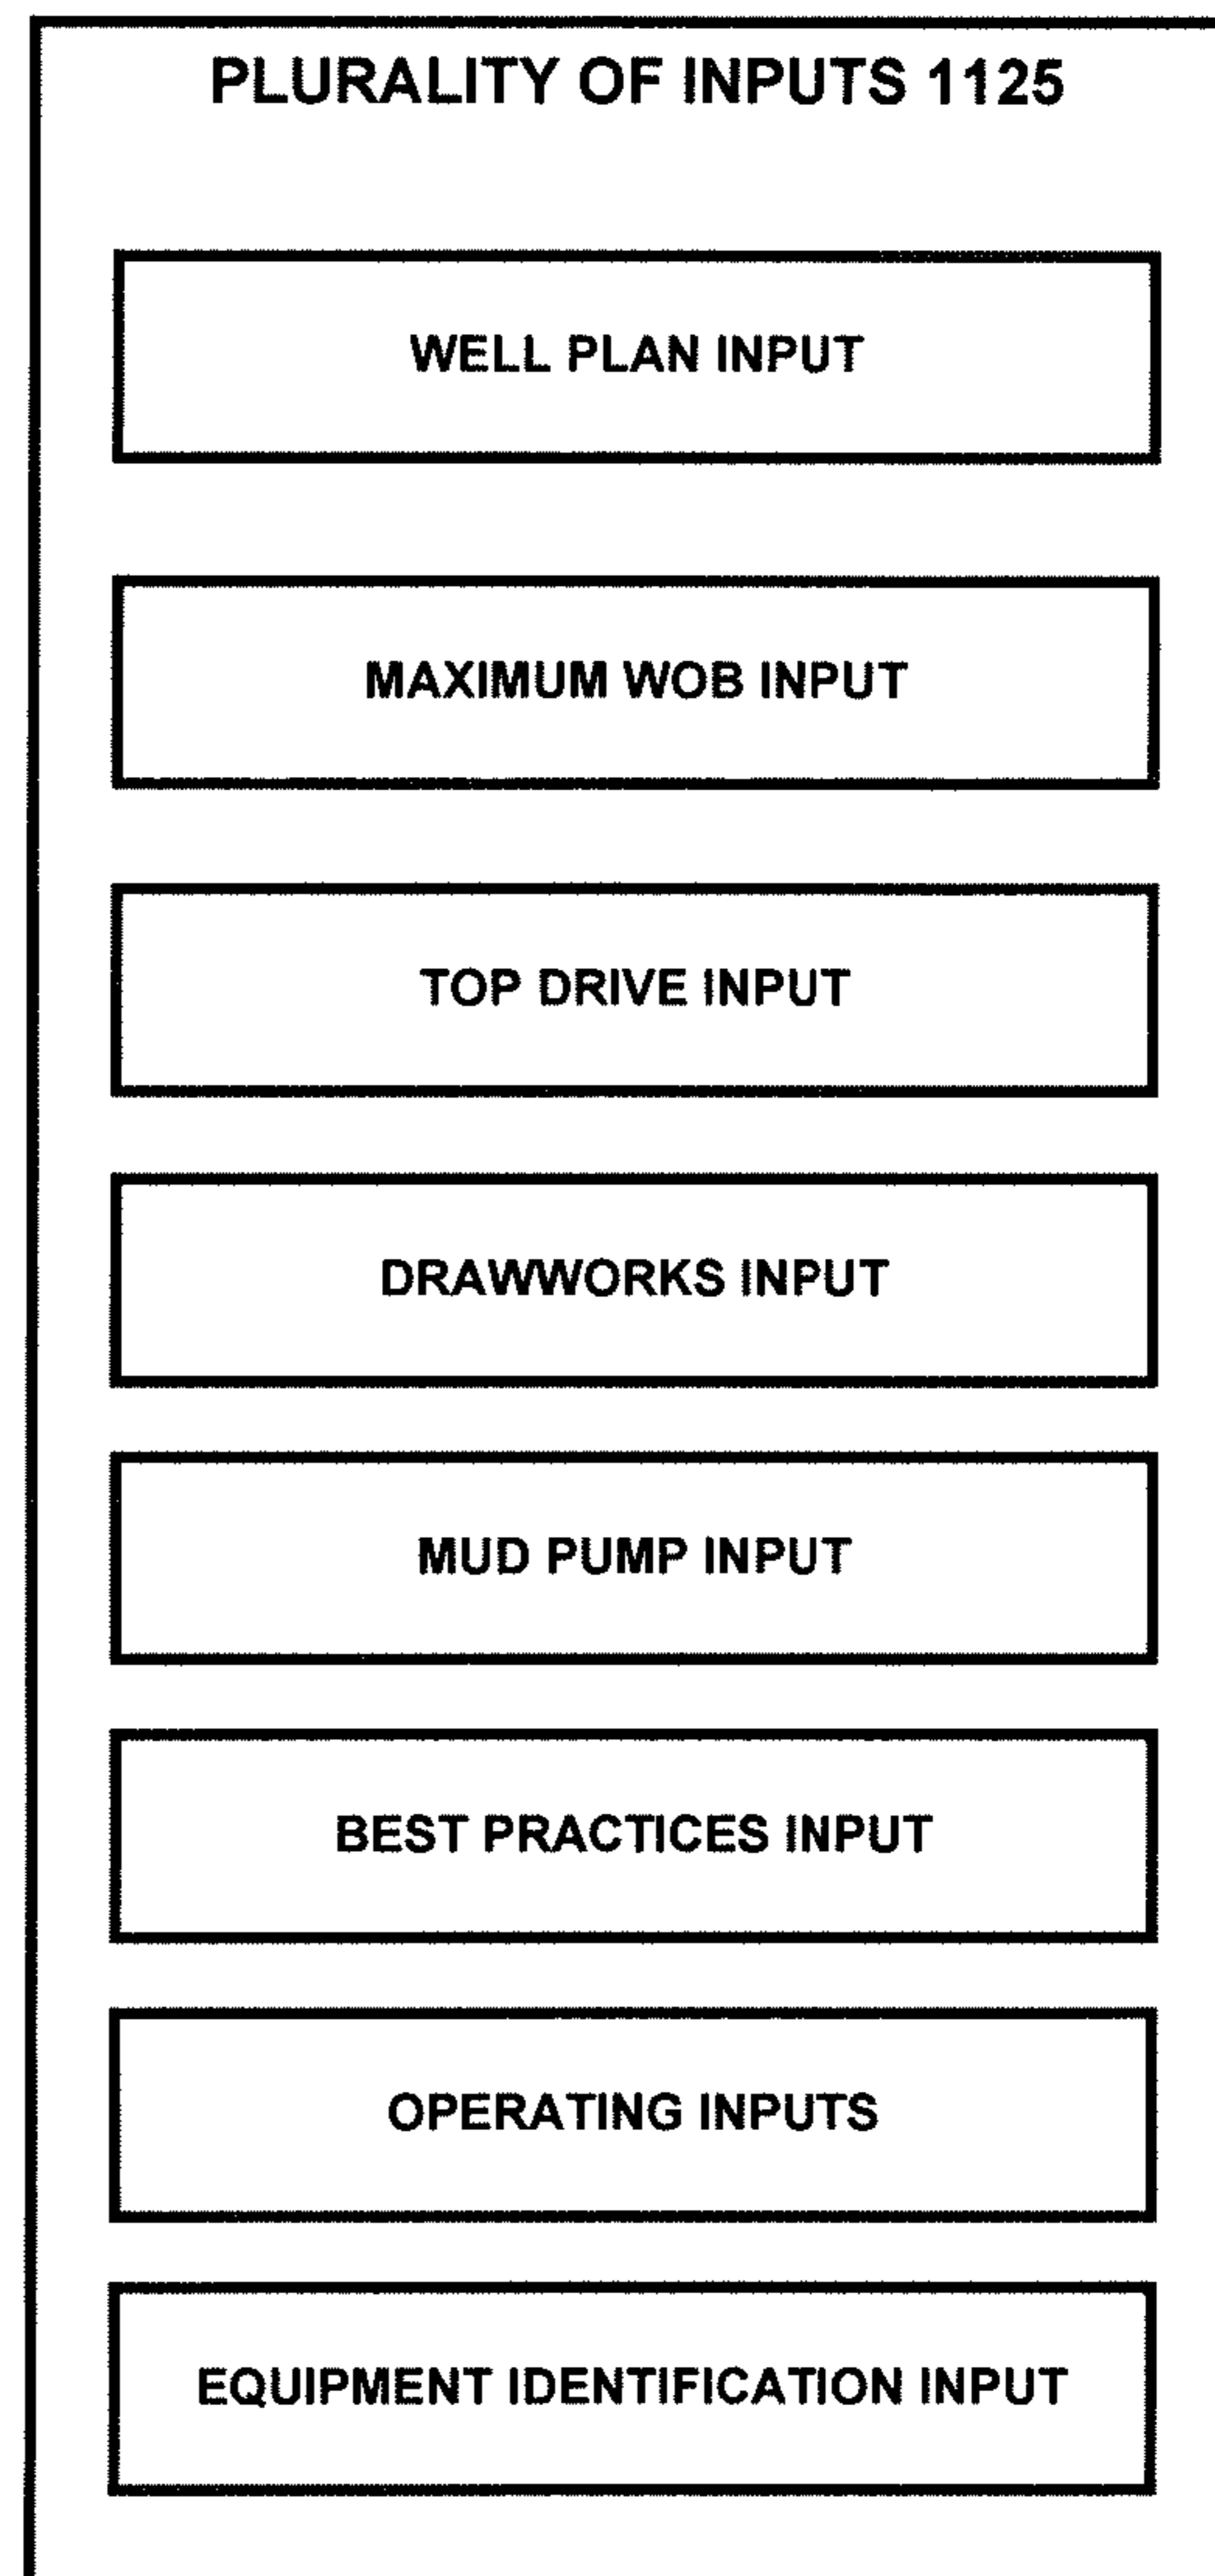 PLURALITY OF INPUTS 1125
WELL PLAN INPUT
MAXIMUM WOB INPUT
TOP DRIVE INPUT
DRAWWORKS INPUT
MUD PUMP INPUT
BEST PRACTICES INPUT
OPERATING INPUTS
EQUIPMENT IDENTIFICATION INPUT